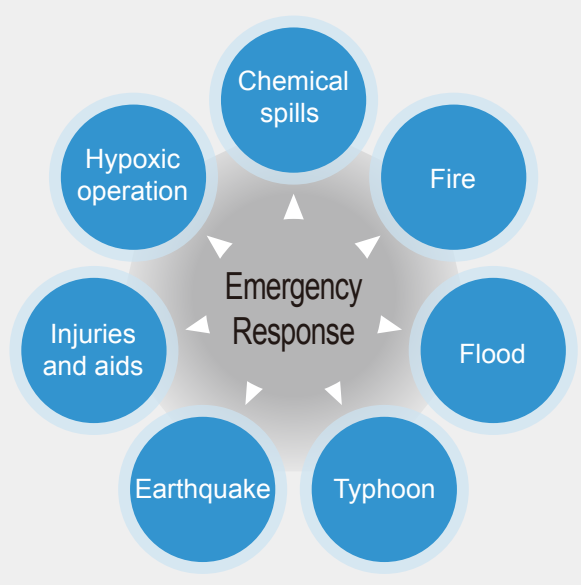 Chemical
spills
Fire
Flood
Typhoon
Earthquake
Injuries
and aids
Hypoxic
operation
Emergency
Response